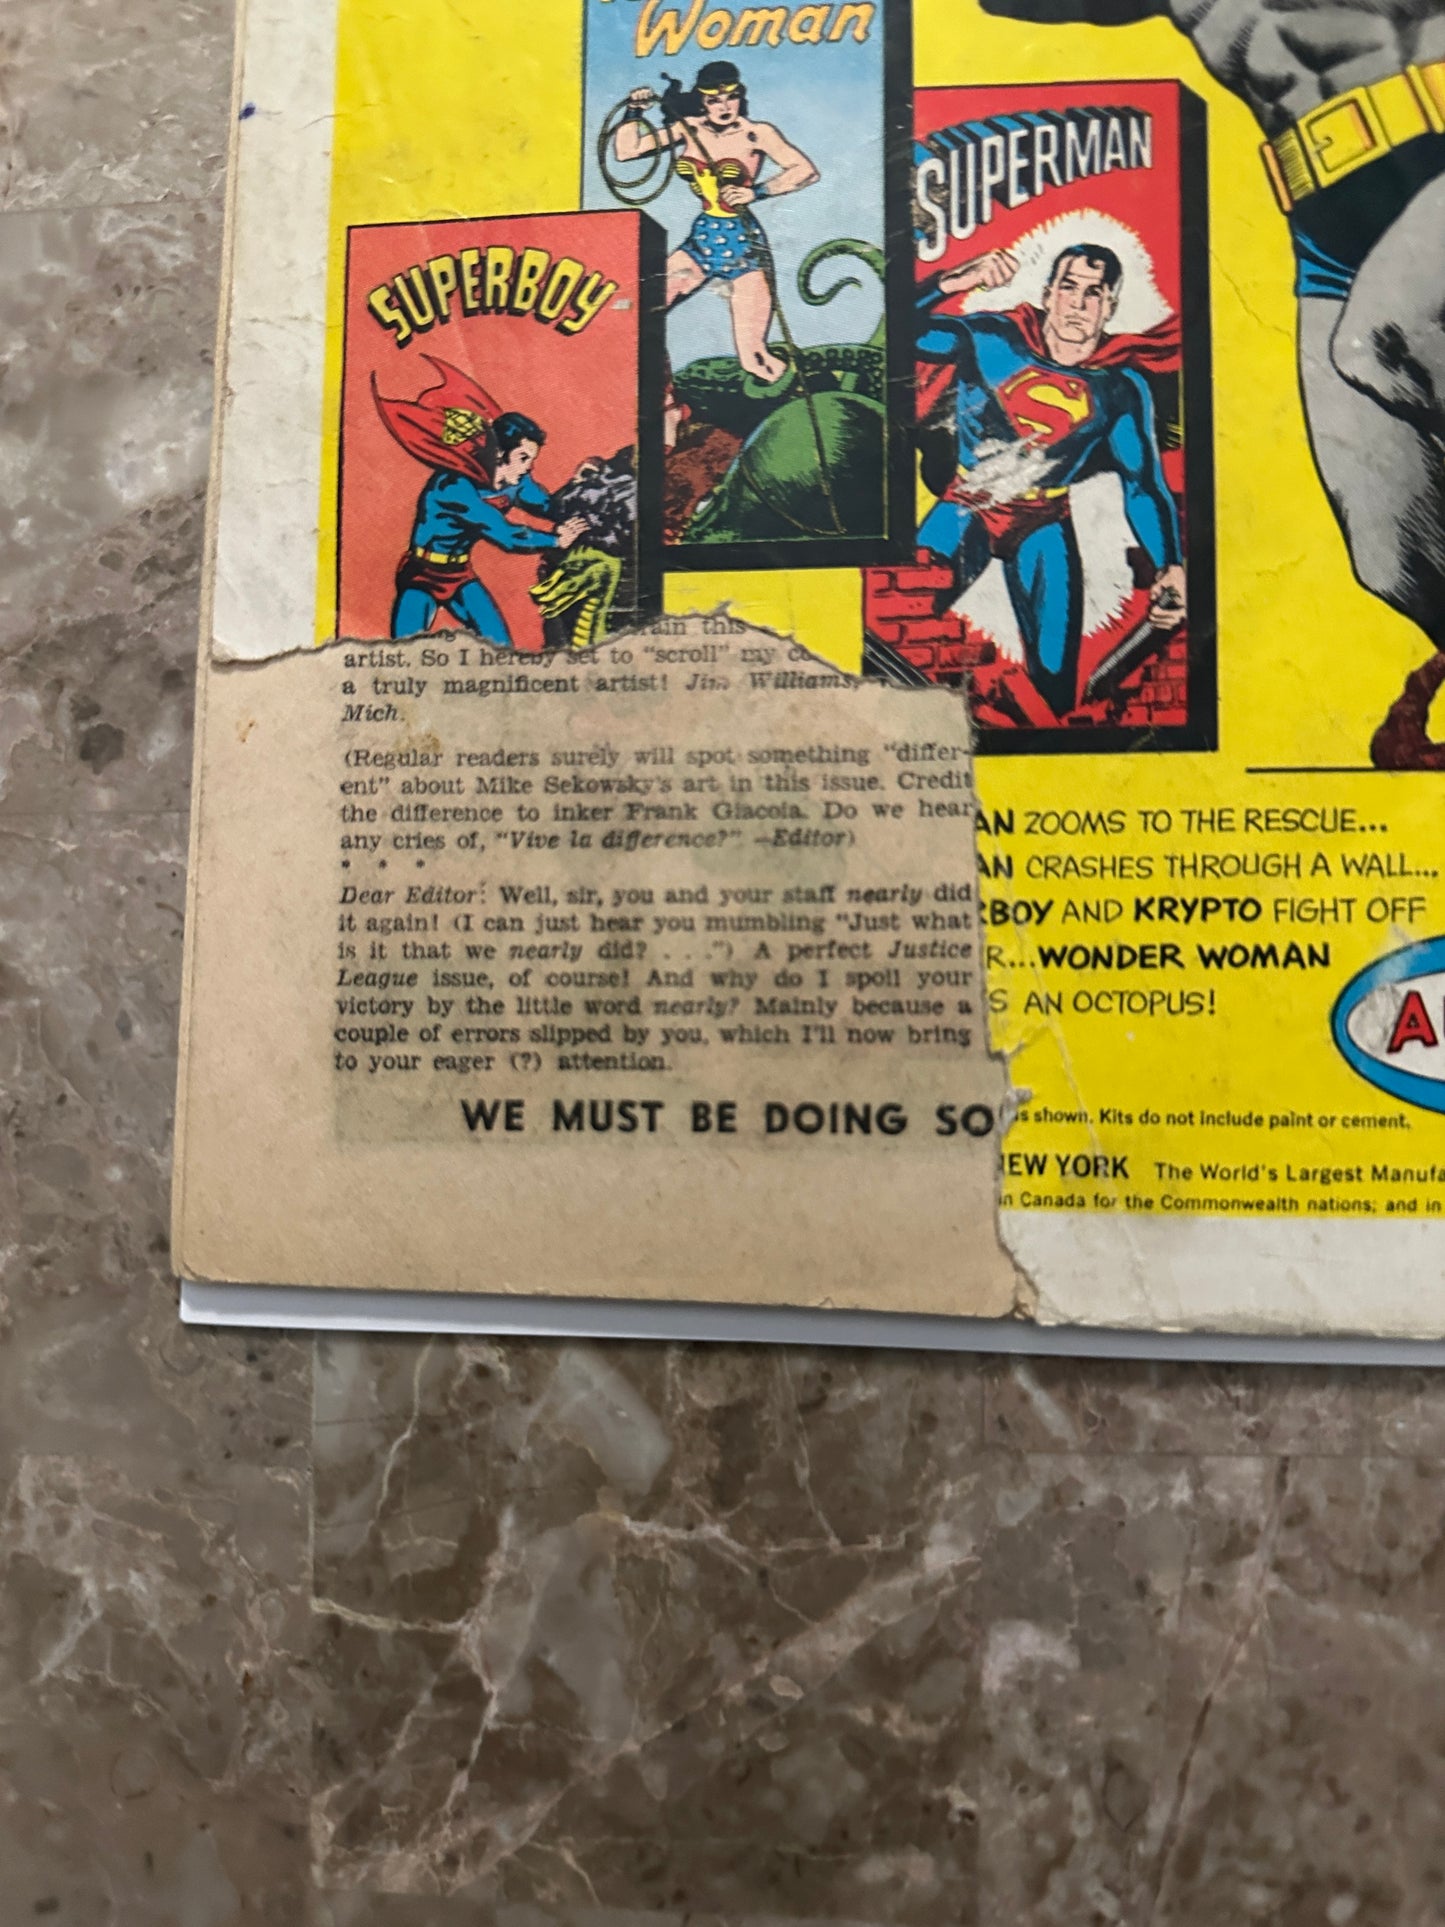 Woman
SUPERMAN
SUPERBOY
this
artist. So I hereby set to "scroll" my
a truly magnificent artist! Jim Williams,
Mich.
(Regular readers surely will spot something "differ-
ent" about Mike Sekowsky's art in this issue. Credit
the difference to inker Frank Giacoia. Do we hear
any cries of, "Vive la différence?" —Editor)
* * *
Dear Editor: Well, sir, you and your staff nearly did
it again! (I can just hear you mumbling "Just what
is it that we nearly did? . . .") A perfect Justice
League issue, of course! And why do I spoil your
victory by the little word nearly? Mainly because a
couple of errors slipped by you, which I'll now bring
to your eager (?) attention.
WE MUST BE DOING SO
AN ZOOMS TO THE RESCUE...
AN CRASHES THROUGH A WALL...
BOY AND KRYPTO FIGHT OFF
R...WONDER WOMAN
S AN OCTOPUS!
A
s shown. Kits do not include paint or cement.
EW YORK The World's Largest Manufa
in Canada for the Commonwealth nations; and in